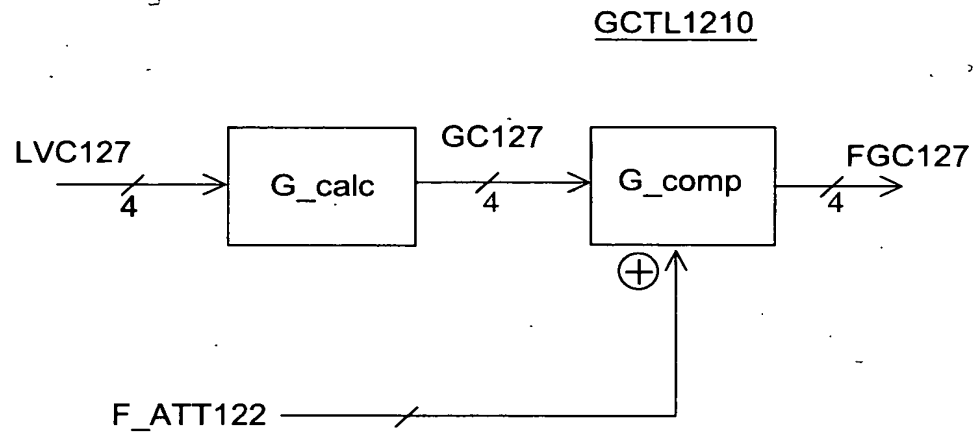 GCTL1210
LVC127
4
G_calc
GC127
4
G_comp
FGC127
4
+
F_ATT122